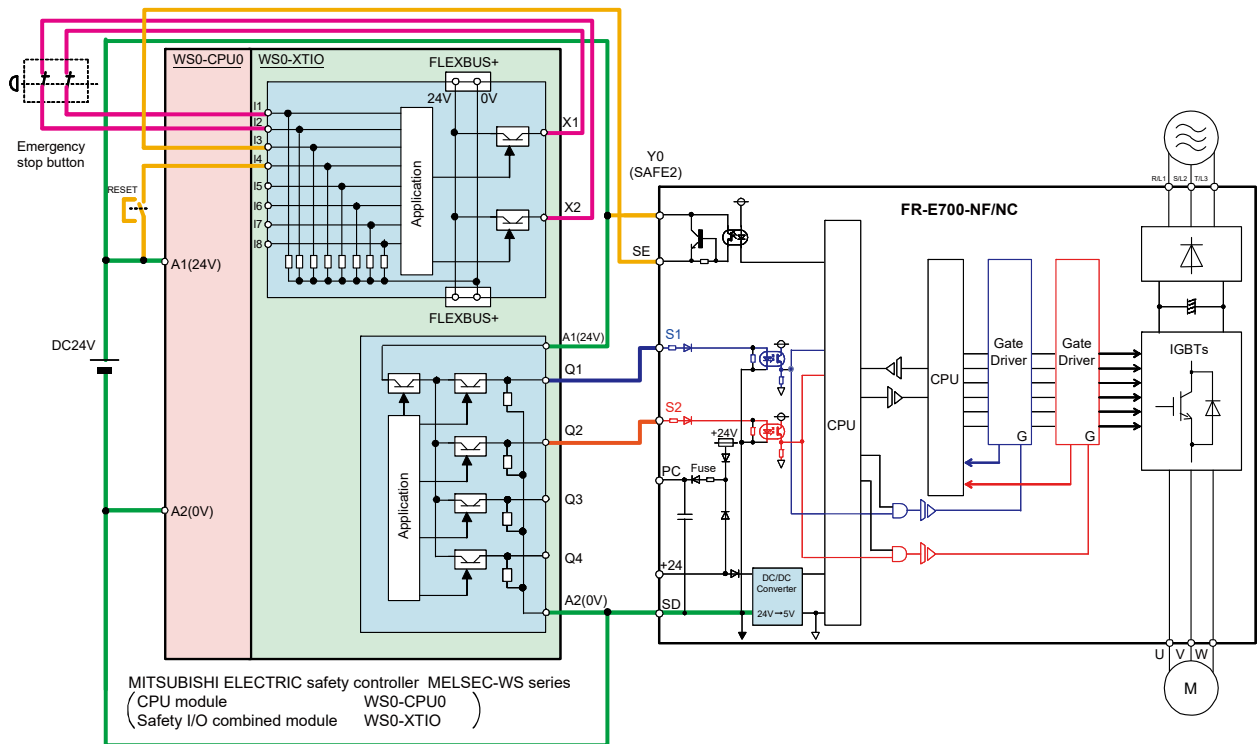 WS0-CPU0
WS0-XTIO
FLEXBUS+
24V
0V
I1
I2
I3
I4
I5
I6
I7
I8
Application
X1
X2
FLEXBUS+
Emergency
stop button
RESET
A1(24V)
DC24V
A2(0V)
A1(24V)
Q1
Q2
Q3
Q4
A2(0V)
Application
Y0
(SAFE2)
SE
S1
S2
+24V
PC
Fuse
+24
SD
DC/DC
Converter
24V→5V
CPU
FR-E700-NF/NC
CPU
Gate
Driver
G
Gate
Driver
G
R/L1
S/L2
T/L3
IGBTs
U
V
W
M
MITSUBISHI ELECTRIC safety controller MELSEC-WS series
CPU module WS0-CPU0
Safety I/O combined module WS0-XTIO